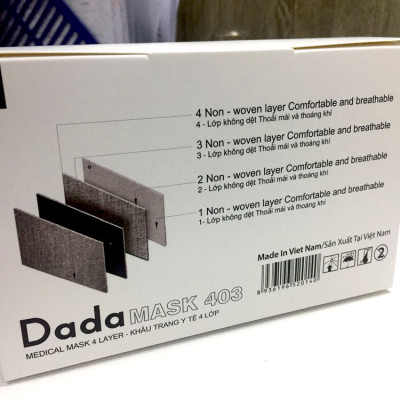 4 Non - woven layer Comfortable and breathable
4 - Lớp không dệt Thoải mái và thoáng khí
3 Non - woven layer Comfortable and breathable
3 - Lớp không dệt Thoải mái và thoáng khí
2 Non - woven layer Comfortable and breathable
2 - Lớp không dệt Thoải mái và thoáng khí
1 Non - woven layer Comfortable and breathable
1- Lớp không dệt Thoải mái và thoáng khí
Made In Viet Nam/Sản Xuất Tại Việt Nam
2
8 936196 520140
Dada MASK 403
MEDICAL MASK 4 LAYER - KHẨU TRANG Y TẾ 4 LỚP